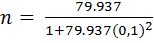 n = 79.937 / 1+79.937(0,1)²